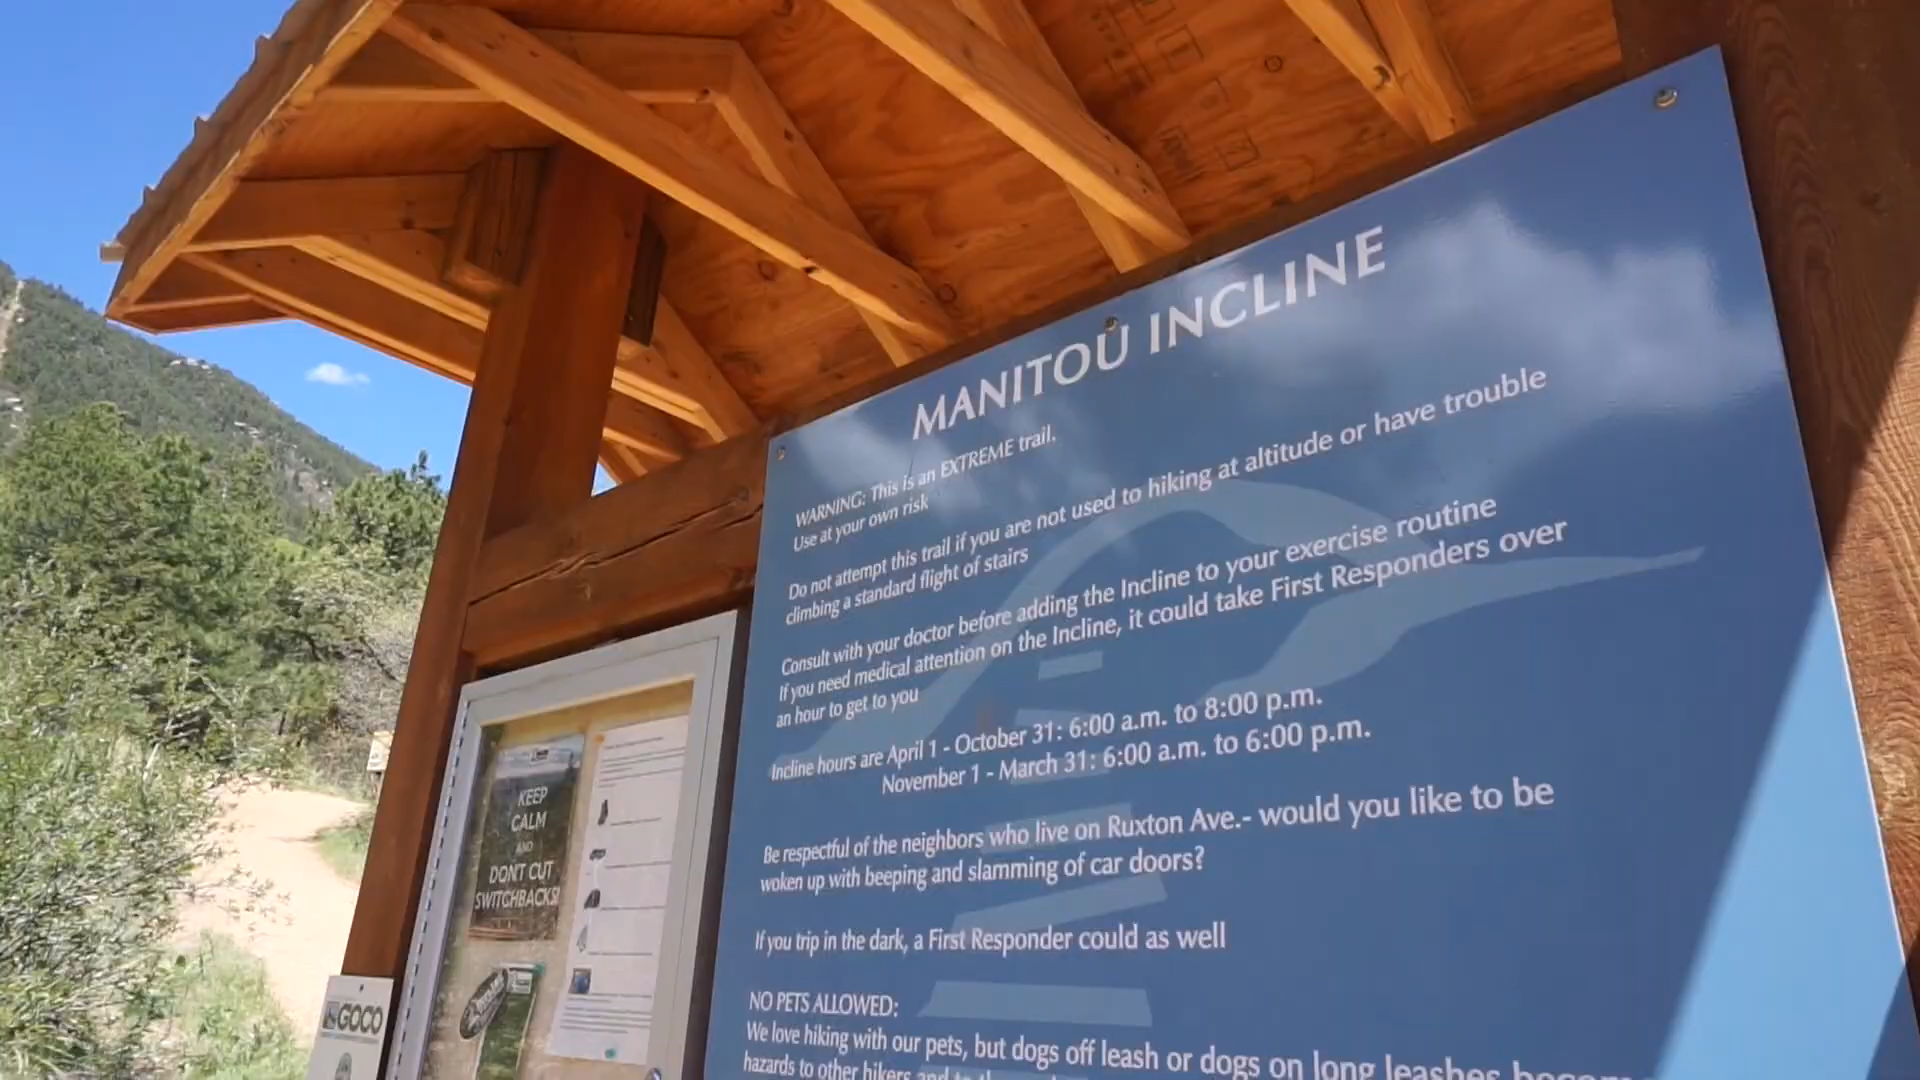 MANITOU INCLINE
WARNING: This is an EXTREME trail.
Use at your own risk
Do not attempt this trail if you are not used to hiking at altitude or have trouble
climbing a standard flight of stairs
Consult with your doctor before adding the Incline to your exercise routine
If you need medical attention on the Incline, it could take First Responders over
an hour to get to you
Incline hours are April 1 - October 31: 6:00 a.m. to 8:00 p.m.
November 1 - March 31: 6:00 a.m. to 6:00 p.m.
Be respectful of the neighbors who live on Ruxton Ave.- would you like to be
woken up with beeping and slamming of car doors?
If you trip in the dark, a First Responder could as well
NO PETS ALLOWED:
We love hiking with our pets, but dogs off leash or dogs on long leashes become
hazards to other hikers and to
KEEP
CALM
AND
DON'T CUT
SWITCHBACKS!
GOCO